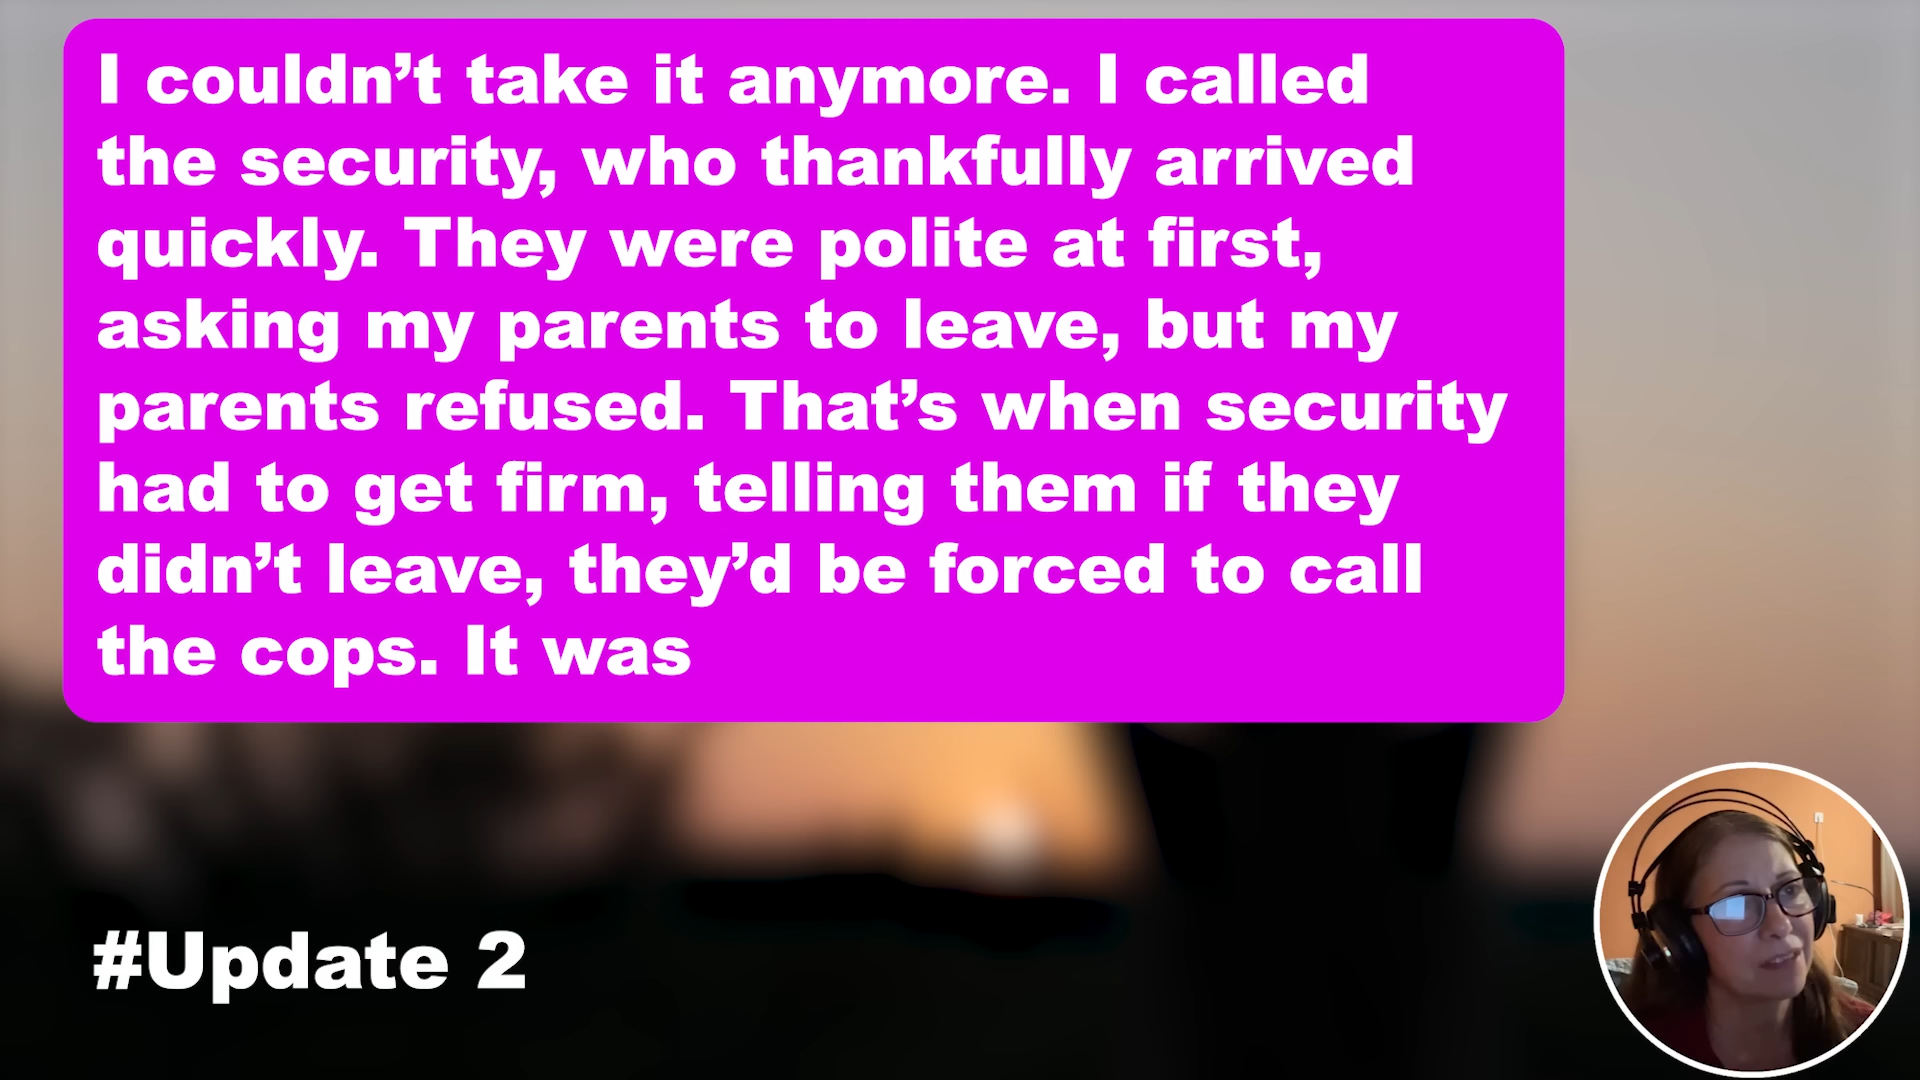 I couldn’t take it anymore. I called
the security, who thankfully arrived
quickly. They were polite at first,
asking my parents to leave, but my
parents refused. That’s when security
had to get firm, telling them if they
didn’t leave, they’d be forced to call
the cops. It was
#Update 2